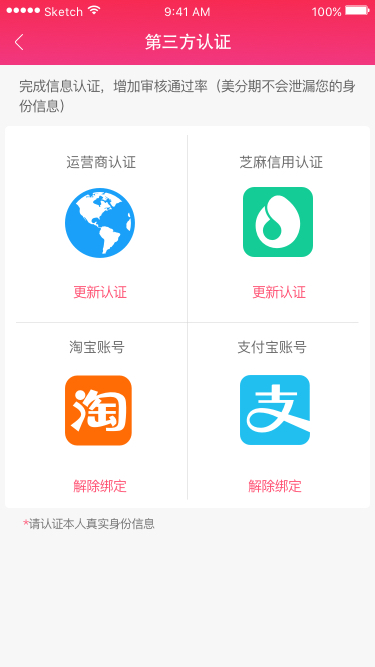 Sketch 9:41 AM 100%
第三方认证
完成信息认证，增加审核通过率（美分期不会泄漏您的身
份信息）
运营商认证 芝麻信用认证
更新认证 更新认证
淘宝账号 支付宝账号
淘 支
解除绑定 解除绑定
*请认证本人真实身份信息